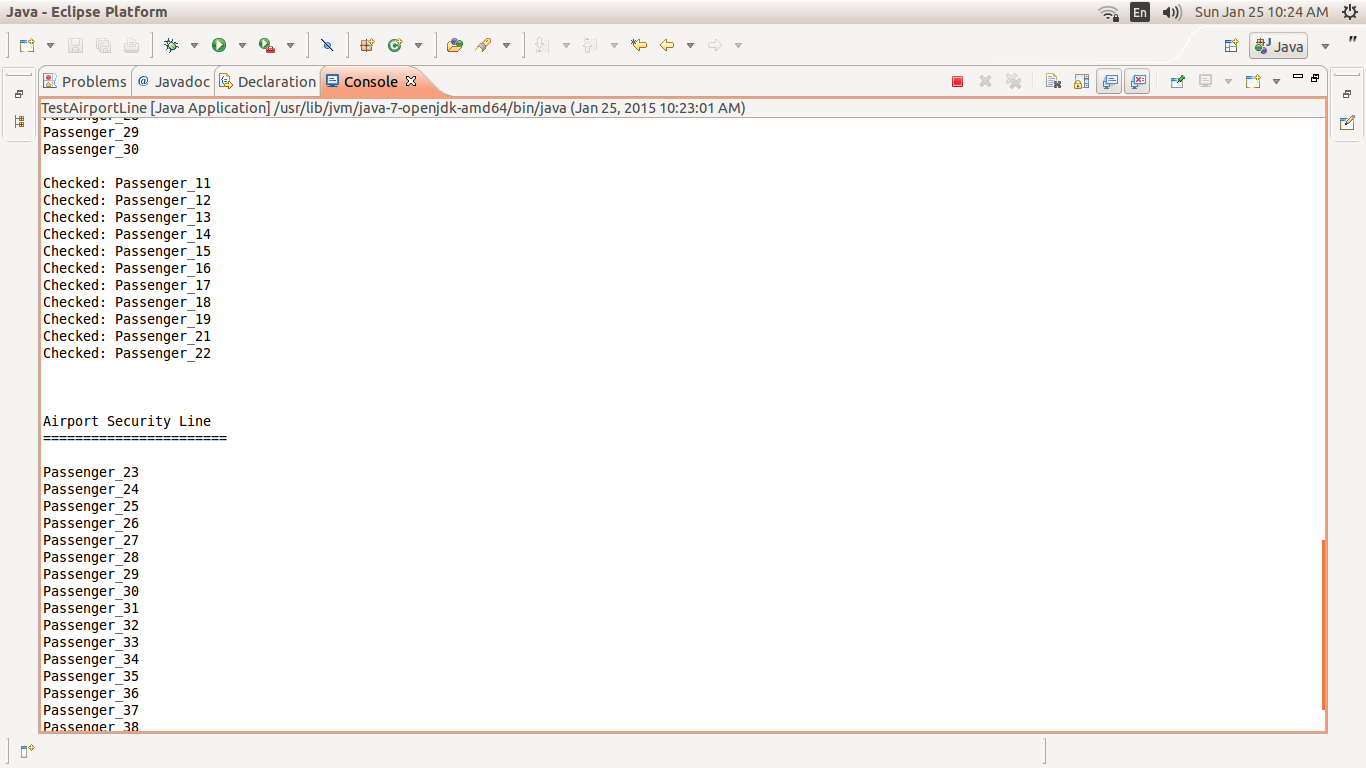 Java - Eclipse Platform
En
Sun Jan 25 10:24 AM
Java
"
Problems
@ Javadoc
Declaration
Console
TestAirportLine [Java Application] /usr/lib/jvm/java-7-openjdk-amd64/bin/java (Jan 25, 2015 10:23:01 AM)
Passenger_28
Passenger_29
Passenger_30
Checked: Passenger_11
Checked: Passenger_12
Checked: Passenger_13
Checked: Passenger_14
Checked: Passenger_15
Checked: Passenger_16
Checked: Passenger_17
Checked: Passenger_18
Checked: Passenger_19
Checked: Passenger_21
Checked: Passenger_22
Airport Security Line
=======================
Passenger_23
Passenger_24
Passenger_25
Passenger_26
Passenger_27
Passenger_28
Passenger_29
Passenger_30
Passenger_31
Passenger_32
Passenger_33
Passenger_34
Passenger_35
Passenger_36
Passenger_37
Passenger_38